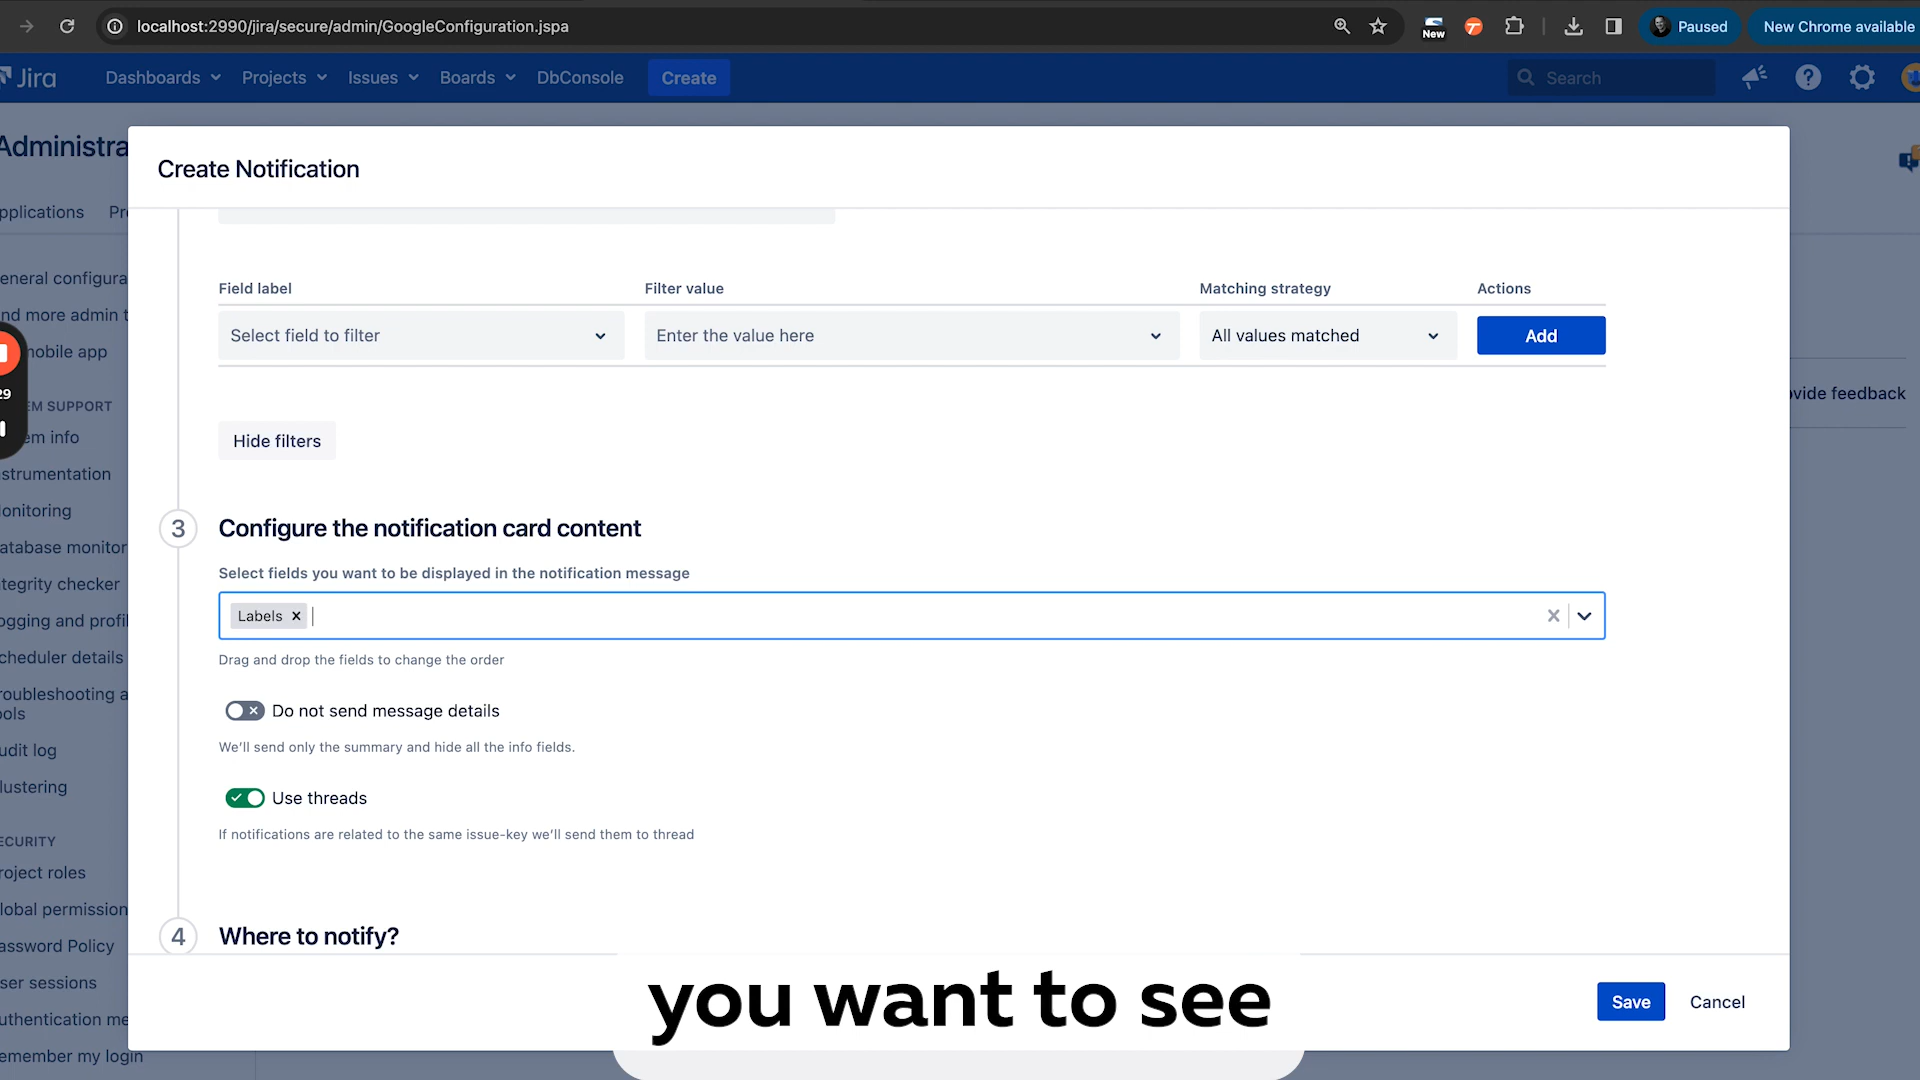 localhost:2990/jira/secure/admin/GoogleConfiguration.jspa
New
Paused
New Chrome available
Jira
Dashboards
Projects
Issues
Boards
DbConsole
Create
Search
Administra
pplications
Pr
eneral configura
nd more admin t
mobile app
29
EM SUPPORT
em info
strumentation
onitoring
atabase monitor
tegrity checker
ogging and profil
cheduler details
roubleshooting a
ools
udit log
lustering
ECURITY
roject roles
lobal permission
assword Policy
ser sessions
uthentication me
emember my login
ovide feedback
Create Notification
Field label
Filter value
Matching strategy
Actions
Select field to filter
Enter the value here
All values matched
Add
Hide filters
3
Configure the notification card content
Select fields you want to be displayed in the notification message
Labels
Drag and drop the fields to change the order
Do not send message details
We'll send only the summary and hide all the info fields.
Use threads
If notifications are related to the same issue-key we'll send them to thread
4
Where to notify?
you want to see
Save
Cancel